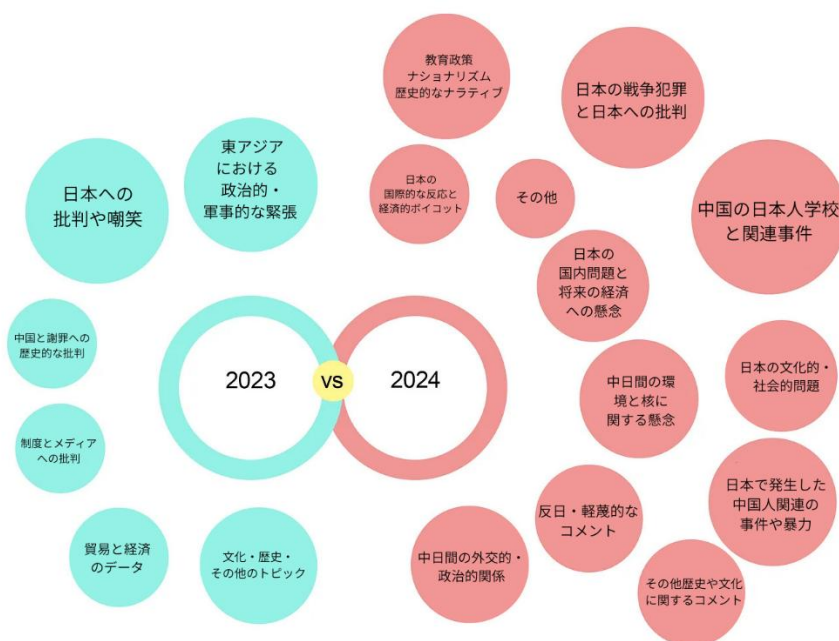 日本への
批判や嘲笑
東アジア
における
政治的・
軍事的な緊張
中国と謝罪への
歴史的な批判
制度とメディア
への批判
貿易と経済
のデータ
文化・歴史・
その他のトピック
2023
vs
2024
教育政策
ナショナリズム
歴史的なナラティブ
日本の戦争犯罪
と日本への批判
日本の
国際的な反応と
経済的ボイコット
その他
中国の日本人学校
と関連事件
日本の
国内問題と
将来の経済
への懸念
中日間の環
境と核に
関する懸念
日本の文化的・
社会的問題
日本で発生した
中国人関連の
事件や暴力
反日・軽蔑的な
コメント
中日間の外交的・
政治的関係
その他歴史や文化
に関するコメント